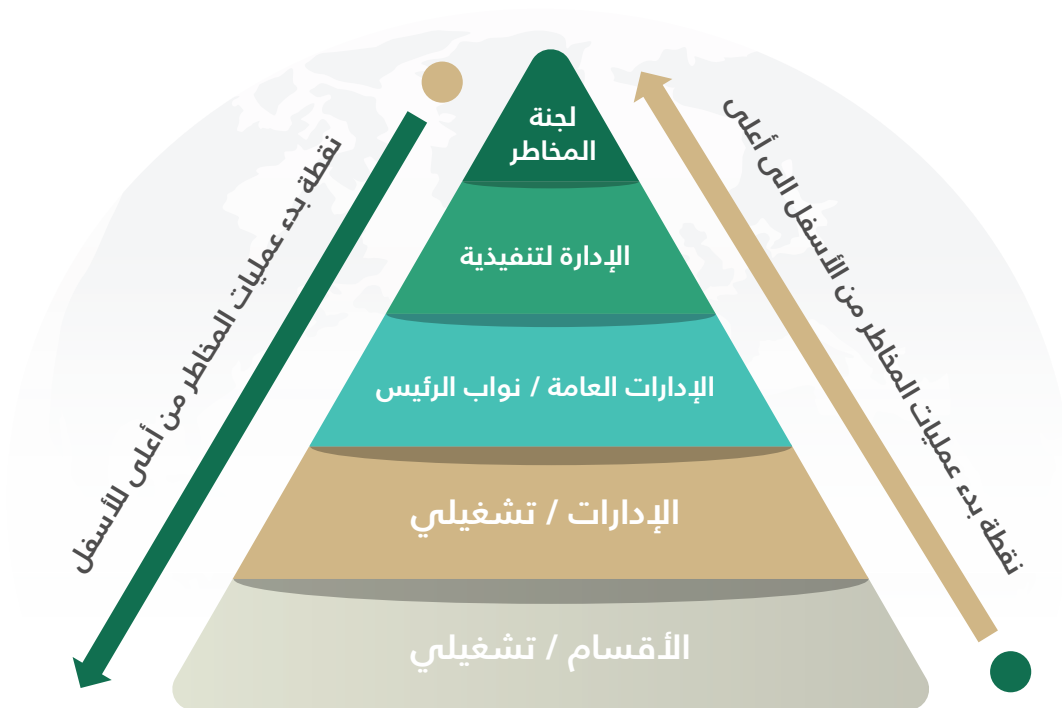 لجنة
المخاطر
الإدارة لتنفيذية
الإدارات العامة / نواب الرئيس
الإدارات / تشغيلي
الأقسام / تشغيلي
نقطة بدء عمليات المخاطر من الأسفل الى أعلى
نقطة بدء عمليات المخاطر من أعلى للأسفل